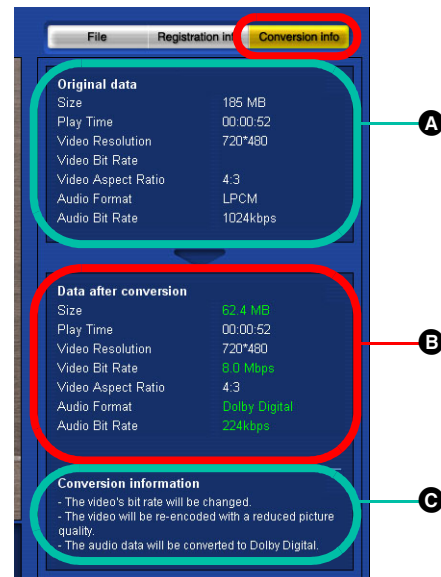 File Registration inf Conversion info
Original data
Size 185 MB
Play Time 00:00:52
Video Resolution 720*480
Video Bit Rate
Video Aspect Ratio 4:3
Audio Format LPCM
Audio Bit Rate 1024kbps
A
Data after conversion
Size 62.4 MB
Play Time 00:00:52
Video Resolution 720*480
Video Bit Rate 8.0 Mbps
Video Aspect Ratio 4:3
Audio Format Dolby Digital
Audio Bit Rate 224kbps
B
Conversion information
- The video's bit rate will be changed.
- The video will be re-encoded with a reduced picture
quality.
- The audio data will be converted to Dolby Digital.
C